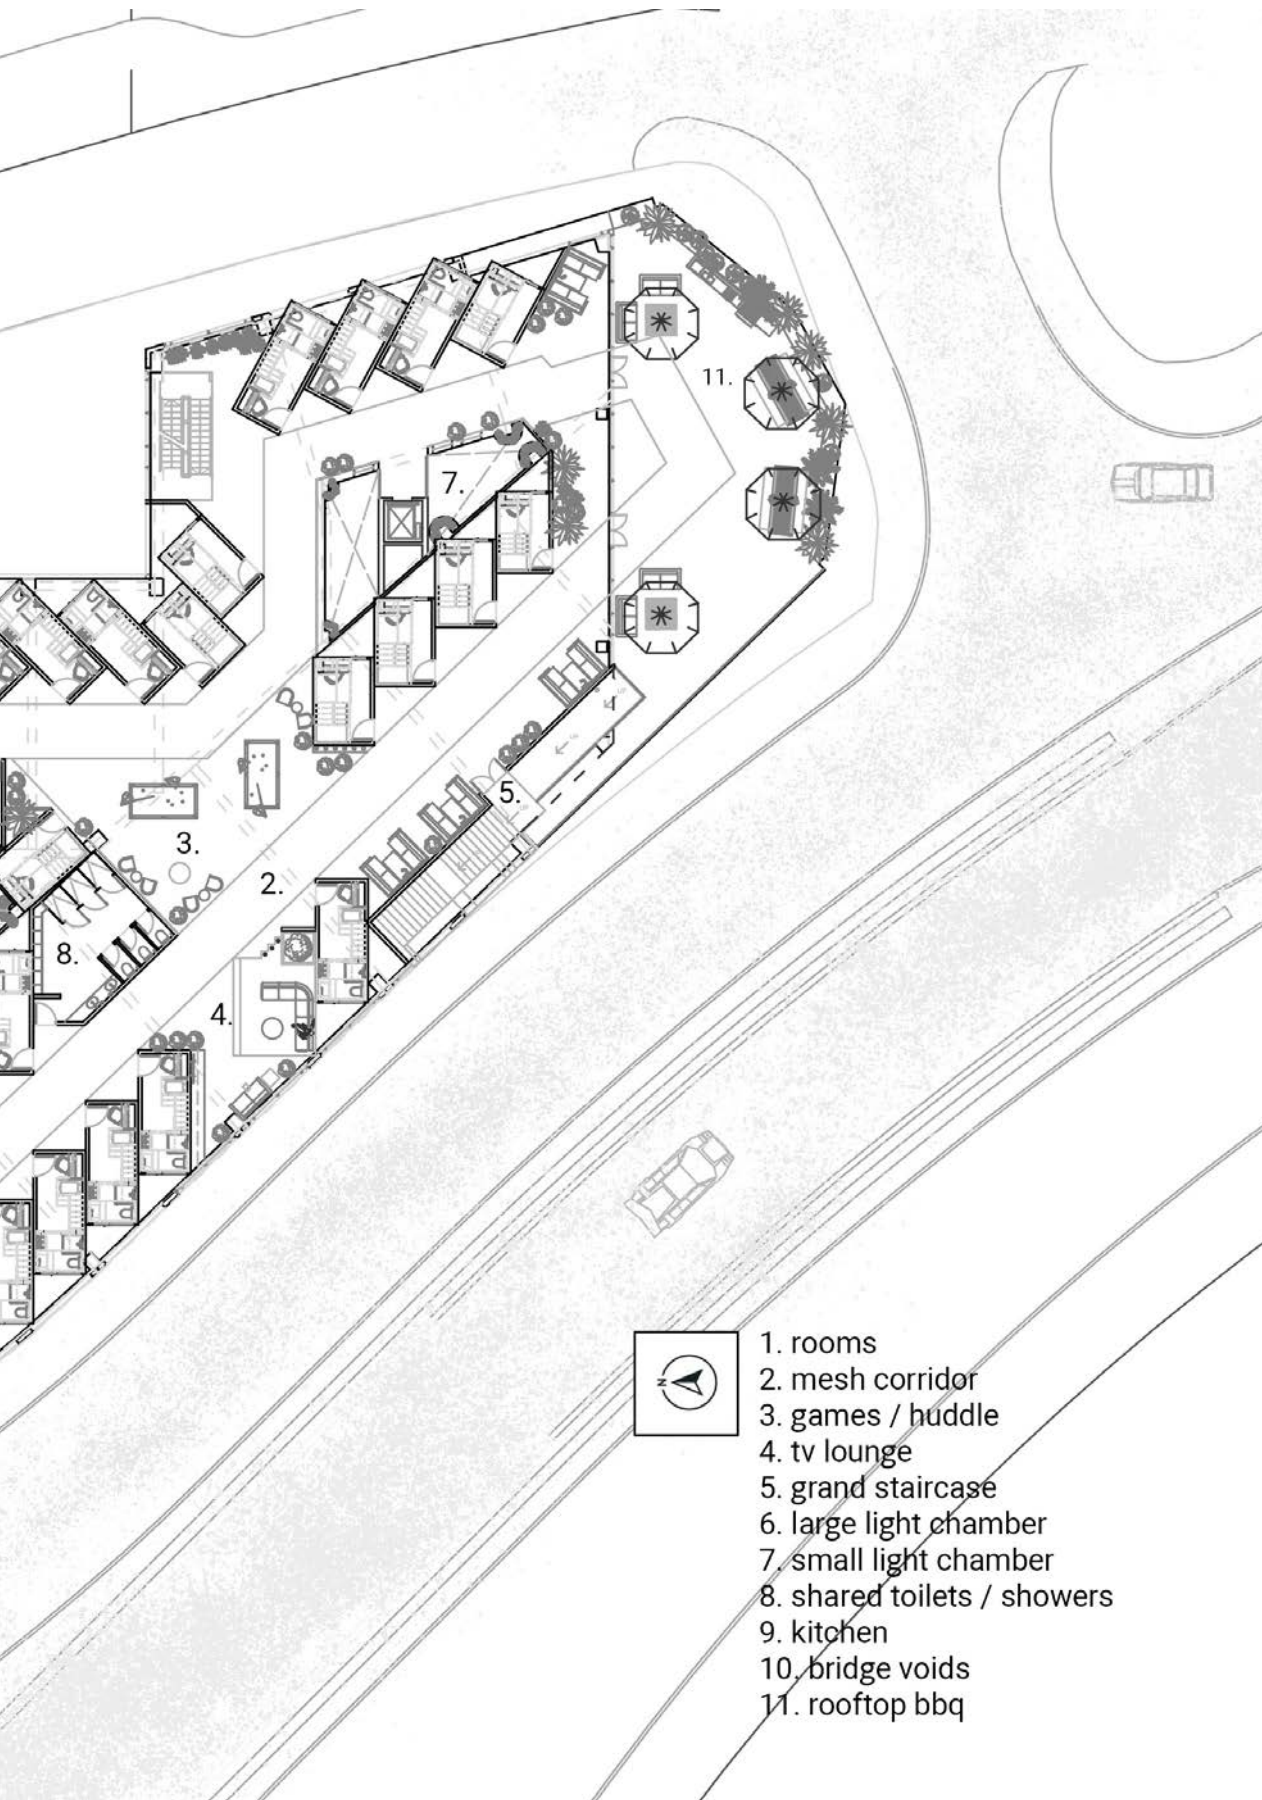 11.
7.
5.
3.
2.
8.
4.
N
1. rooms
2. mesh corridor
3. games / huddle
4. tv lounge
5. grand staircase
6. large light chamber
7. small light chamber
8. shared toilets / showers
9. kitchen
10. bridge voids
11. rooftop bbq